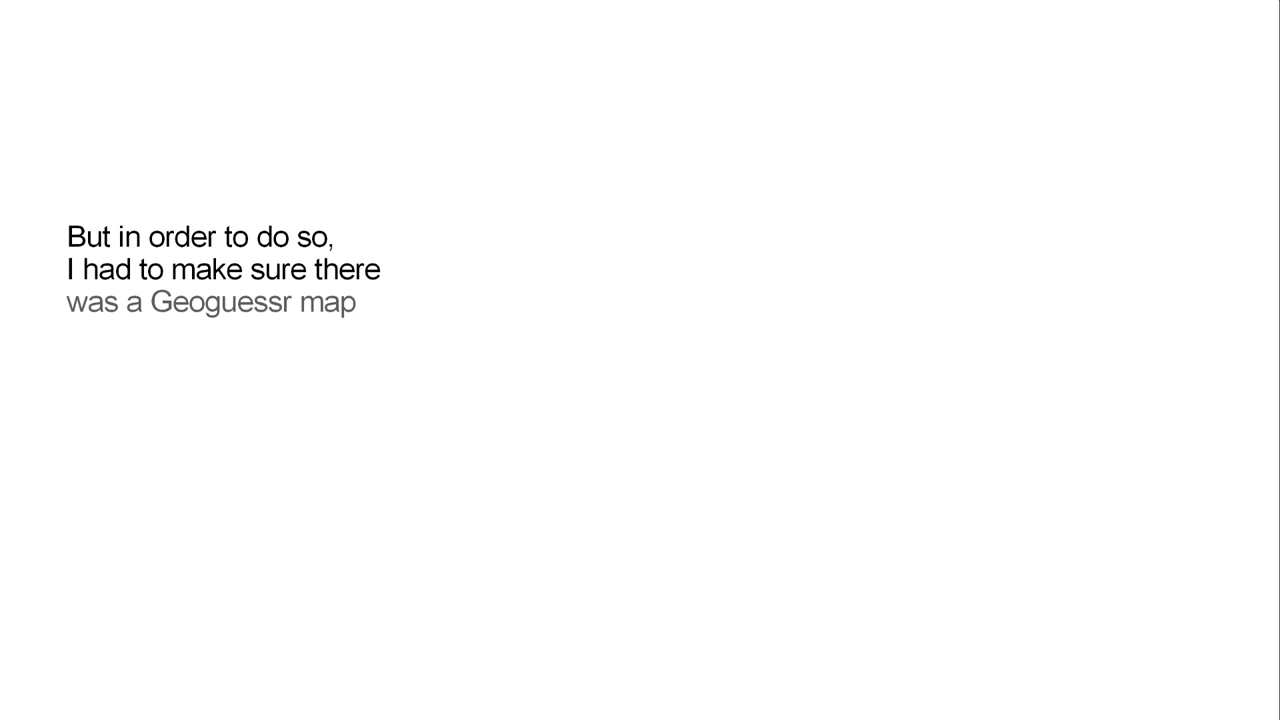 But in order to do so,
I had to make sure there
was a Geoguessr map